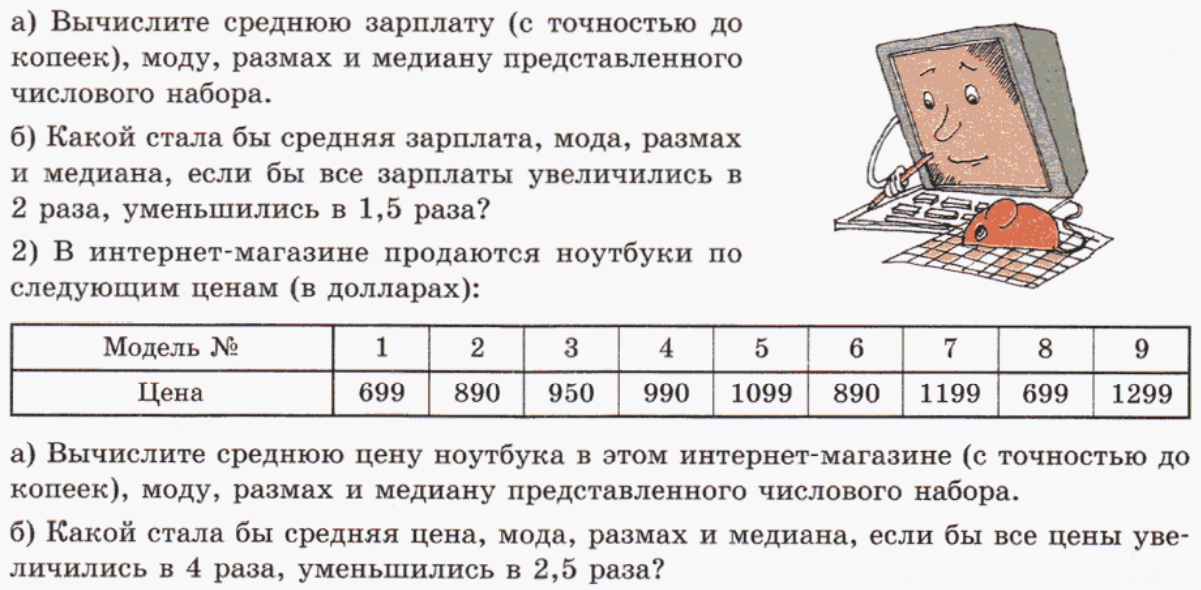 а) Вычислите среднюю зарплату (с точностью до
копеек), моду, размах и медиану представленного
числового набора.
б) Какой стала бы средняя зарплата, мода, размах
и медиана, если бы все зарплаты увеличились в
2 раза, уменьшились в 1,5 раза?
2) В интернет-магазине продаются ноутбуки по
следующим ценам (в долларах):
Модель № 1 2 3 4 5 6 7 8 9
Цена 699 890 950 990 1099 890 1199 699 1299
а) Вычислите среднюю цену ноутбука в этом интернет-магазине (с точностью до
копеек), моду, размах и медиану представленного числового набора.
б) Какой стала бы средняя цена, мода, размах и медиана, если бы все цены уве-
личились в 4 раза, уменьшились в 2,5 раза?